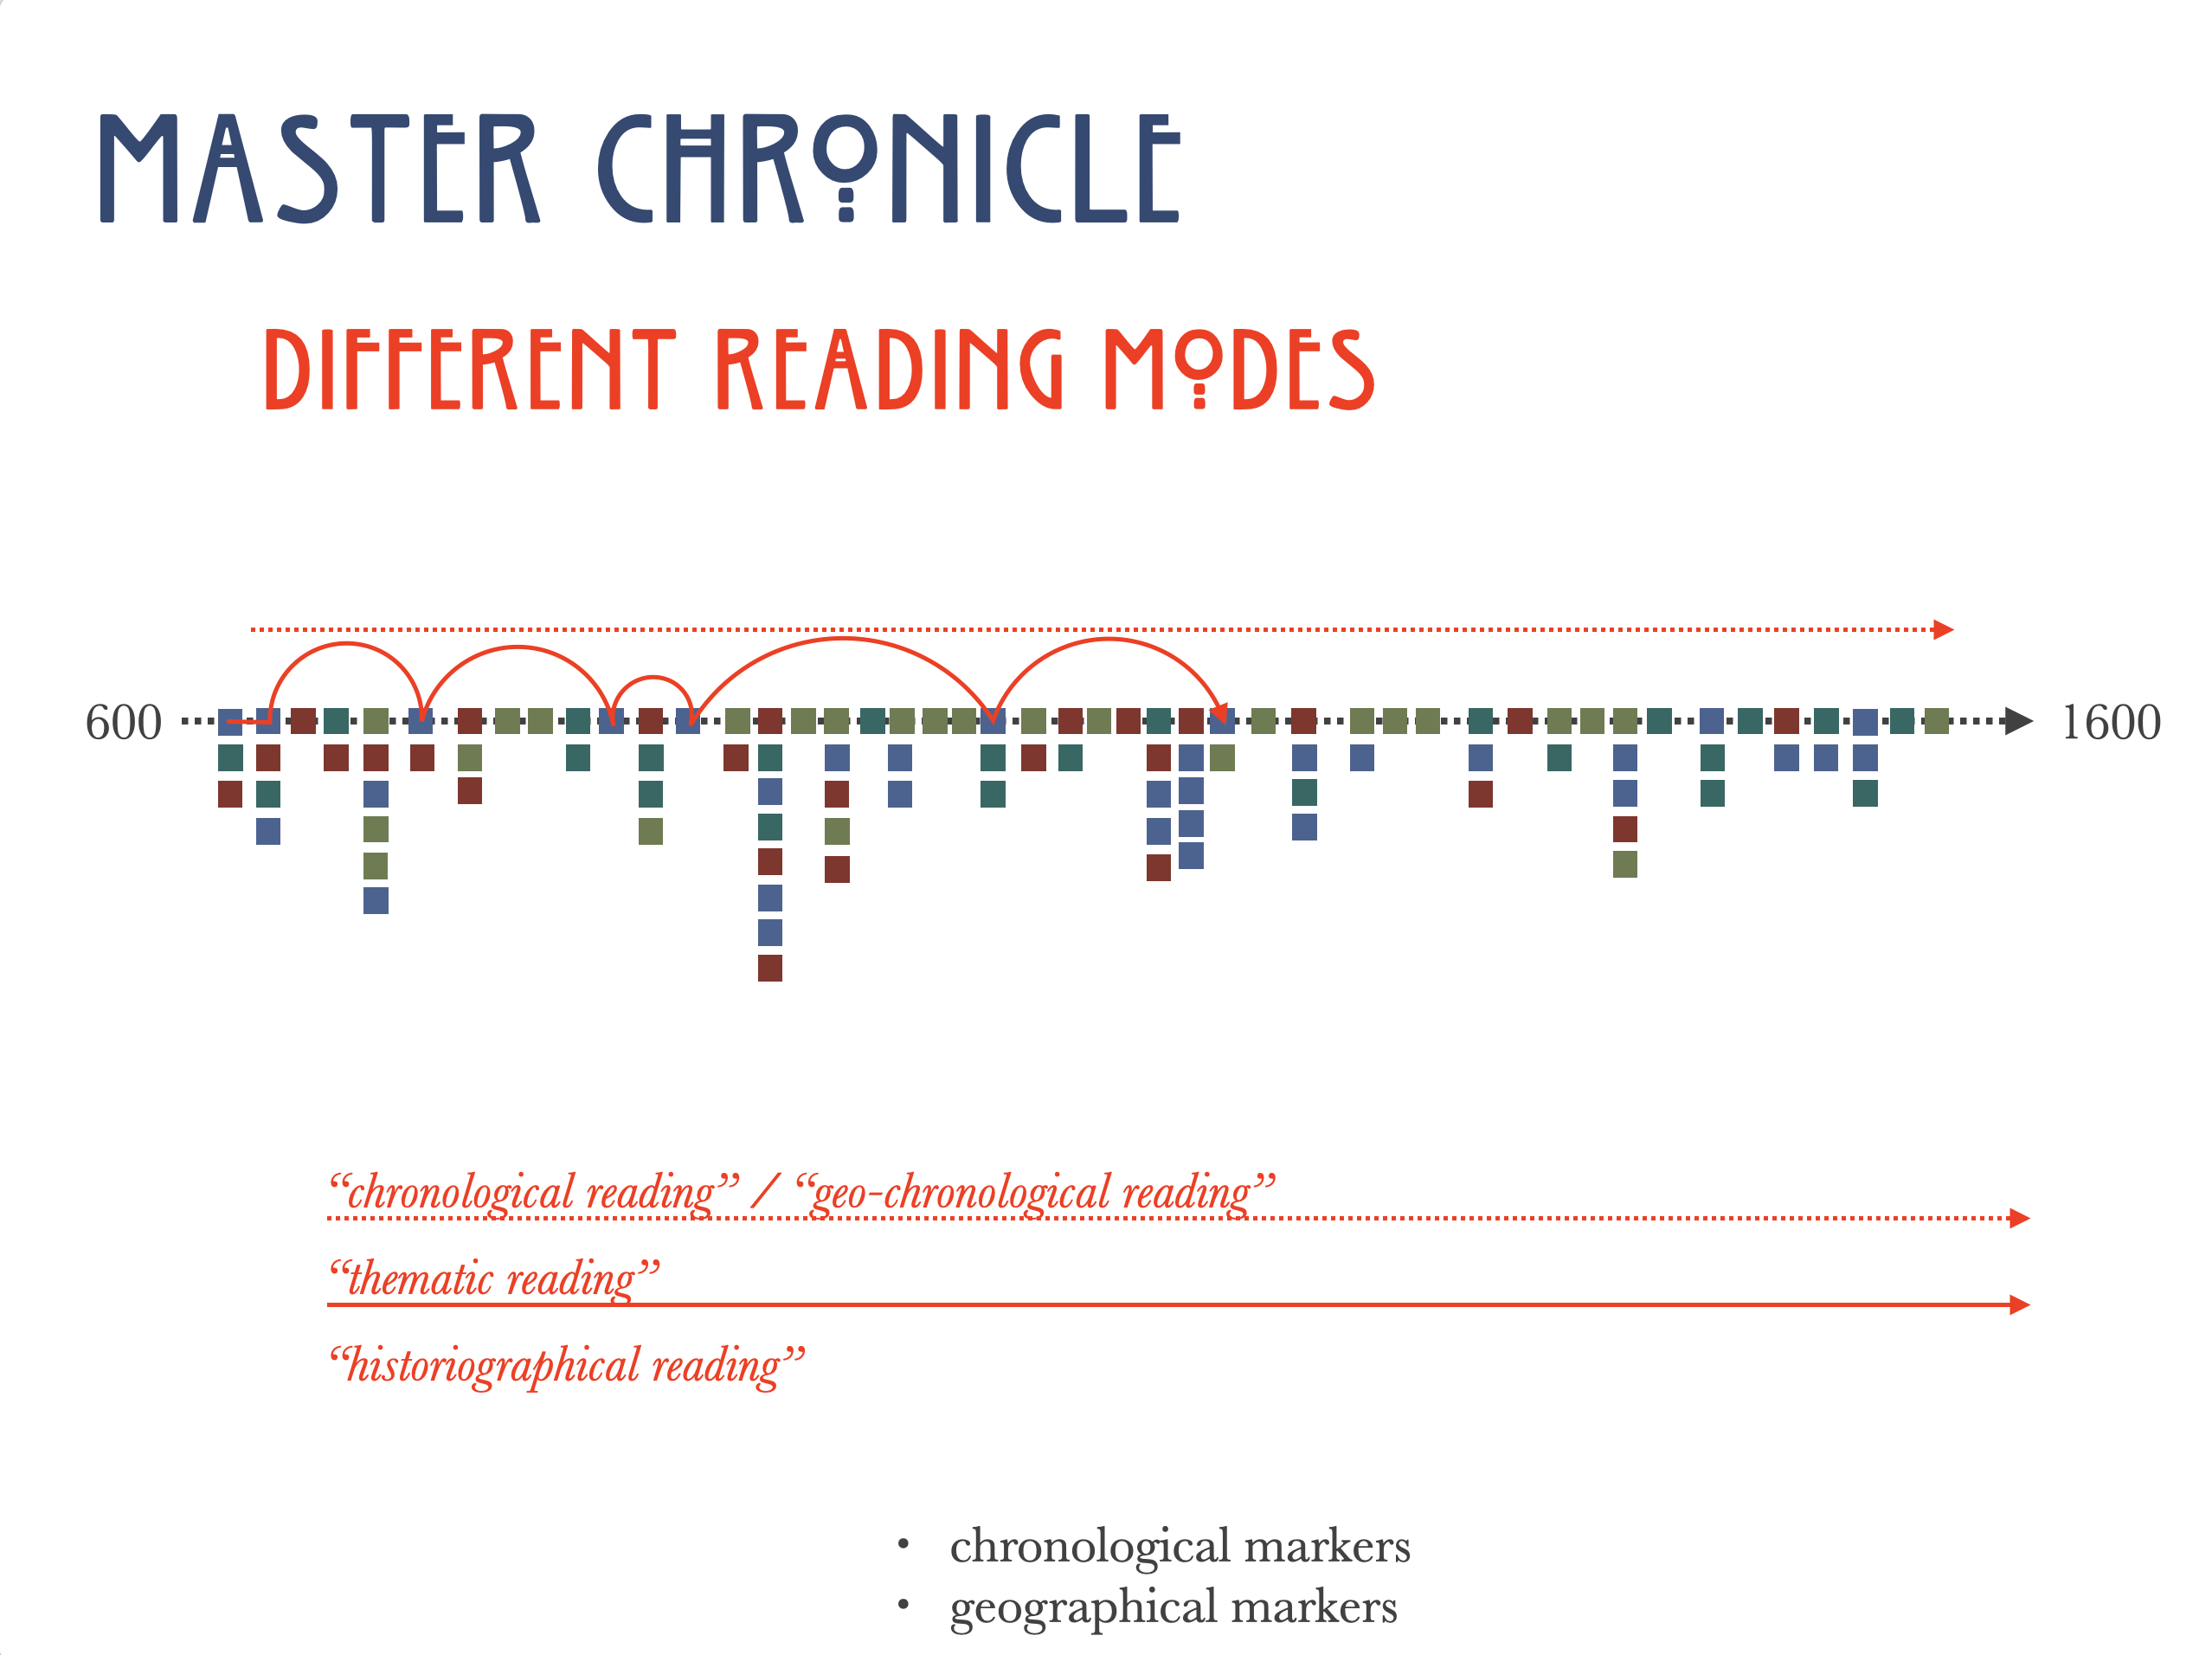 MASTER CHRONICLE
DIFFERENT READING MODES
600
1600
“chronological reading” / “geo-chronological reading”
“thematic reading”
“historiographical reading”
• chronological markers
• geographical markers